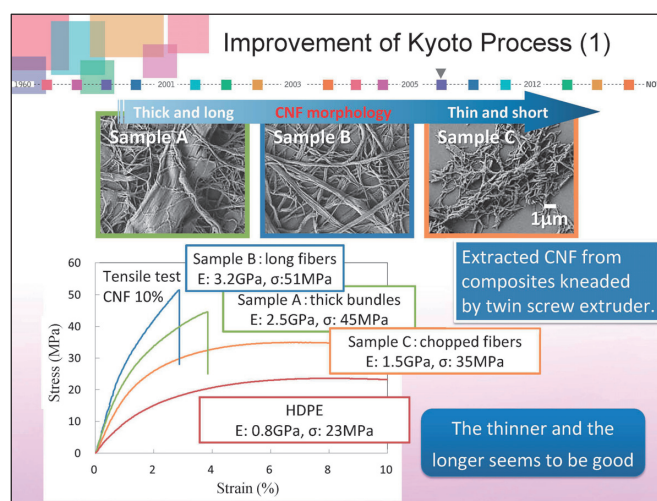 Improvement of Kyoto Process (1)
1960 2001 2003 2005 2012 NO
Thick and long CNF morphology Thin and short
Sample A Sample B Sample C
1μm
Sample B：long fibers
E: 3.2GPa, σ:51MPa
Tensile test
CNF 10%
Sample A：thick bundles
E: 2.5GPa, σ: 45MPa
Sample C：chopped fibers
E: 1.5GPa, σ: 35MPa
HDPE
E: 0.8GPa, σ: 23MPa
Stress (MPa)
60
50
40
30
20
10
0
0 2 4 6 8 10
Strain (%)
Extracted CNF from
composites kneaded
by twin screw extruder.
The thinner and the
longer seems to be good